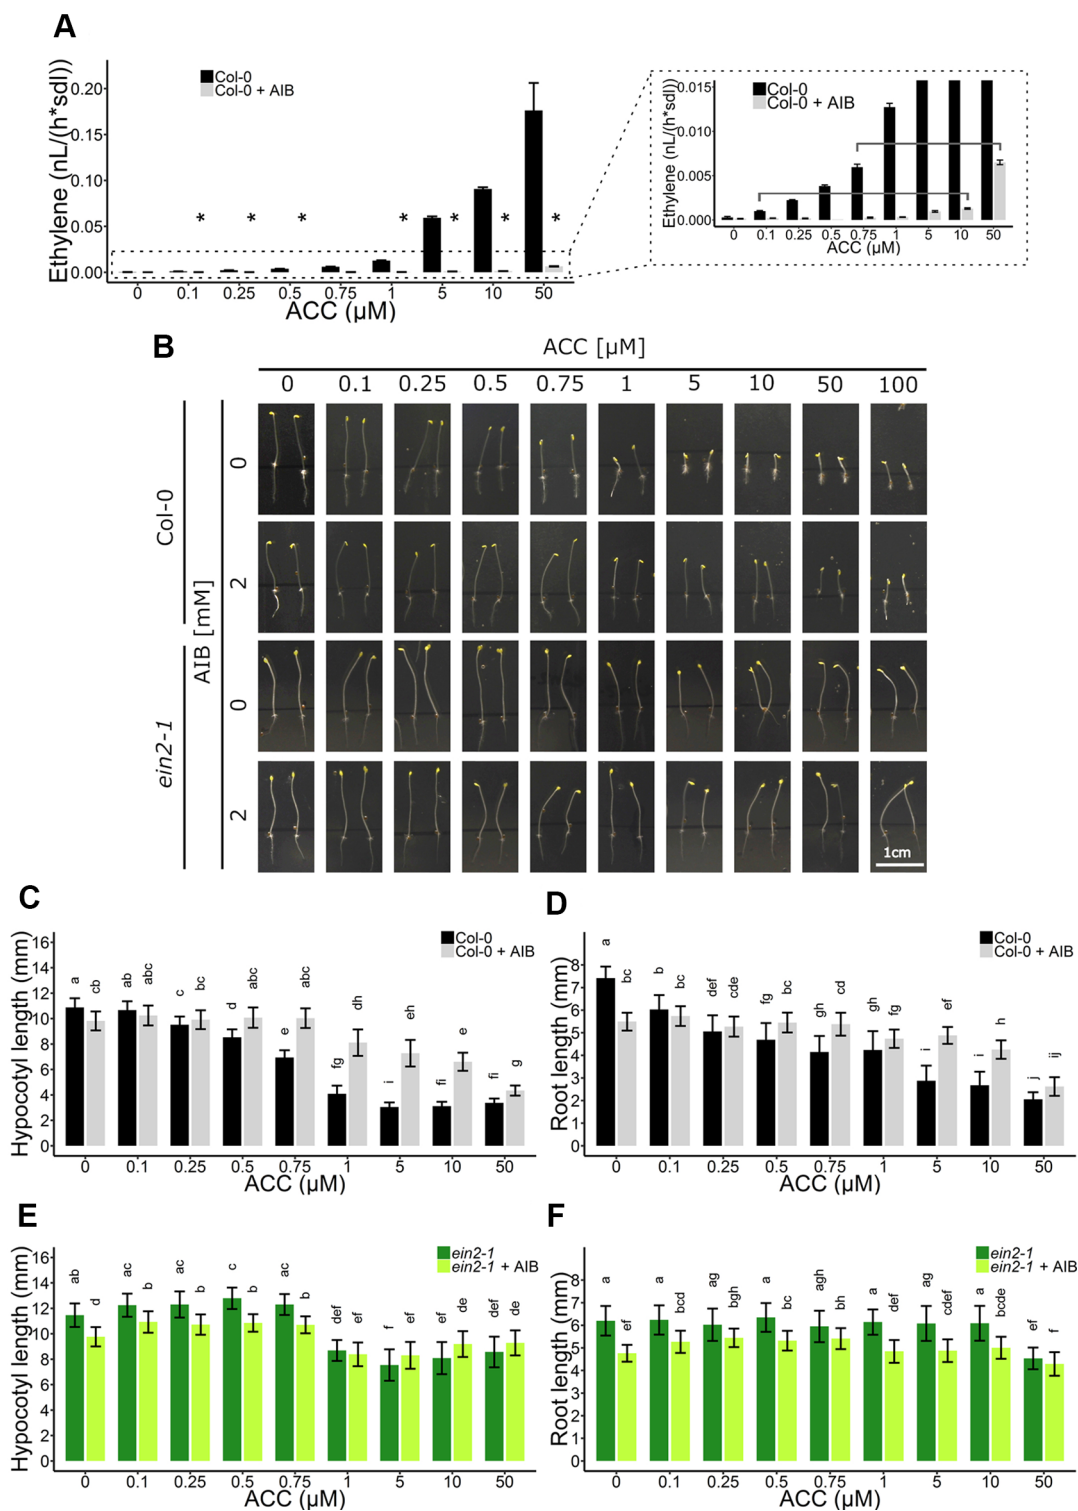 A
Ethylene (nL/(h*sdl))
Col-0
Col-0 + AIB
0.20
0.15
0.10
0.05
0.00
* * * * * * *
0 0.1 0.25 0.5 0.75 1 5 10 50
ACC (µM)
Ethylene (nL/(h*sdl))
Col-0
Col-0 + AIB
0.015
0.010
0.005
0.000
0 0.1 0.25 0.5 0.75 1 5 10 50
ACC (µM)
B
ACC [µM]
0 0.1 0.25 0.5 0.75 1 5 10 50 100
Col-0
ein2-1
AIB [mM]
0
2
0
2
1cm
C
Hypocotyl length (mm)
Col-0
Col-0 + AIB
16
14
12
10
8
6
4
2
0
a cb ab abc c bc d abc e abc fg dh i eh fi e fi g
0 0.1 0.25 0.5 0.75 1 5 10 50
ACC (µM)
D
Root length (mm)
Col-0
Col-0 + AIB
8
7
6
5
4
3
2
1
0
a bc b bc def cde fg bc gh cd gh fg i ef i h j ij
0 0.1 0.25 0.5 0.75 1 5 10 50
ACC (µM)
E
Hypocotyl length (mm)
ein2-1
ein2-1 + AIB
16
14
12
10
8
6
4
2
0
ab d ac b ac b c b ac b def ef f ef ef de def de
0 0.1 0.25 0.5 0.75 1 5 10 50
ACC (µM)
F
Root length (mm)
ein2-1
ein2-1 + AIB
8
7
6
5
4
3
2
1
0
a ef a bcd ag bgh a bc agh bh a def ag cdef a bcde ef f
0 0.1 0.25 0.5 0.75 1 5 10 50
ACC (µM)